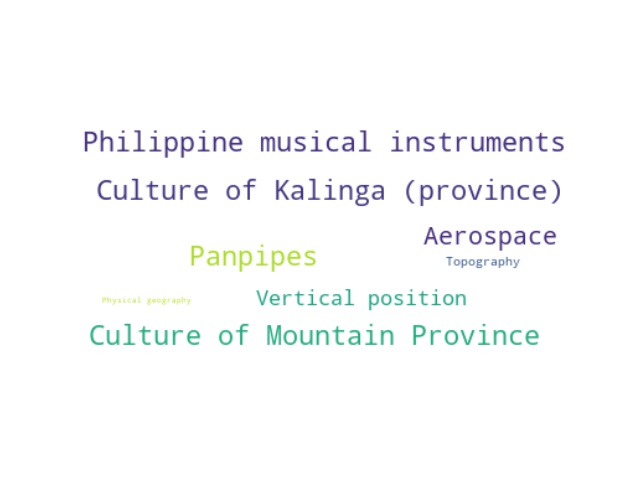 Philippine musical instruments
Culture of Kalinga (province)
Aerospace
Panpipes
Topography
Physical geography
Vertical position
Culture of Mountain Province